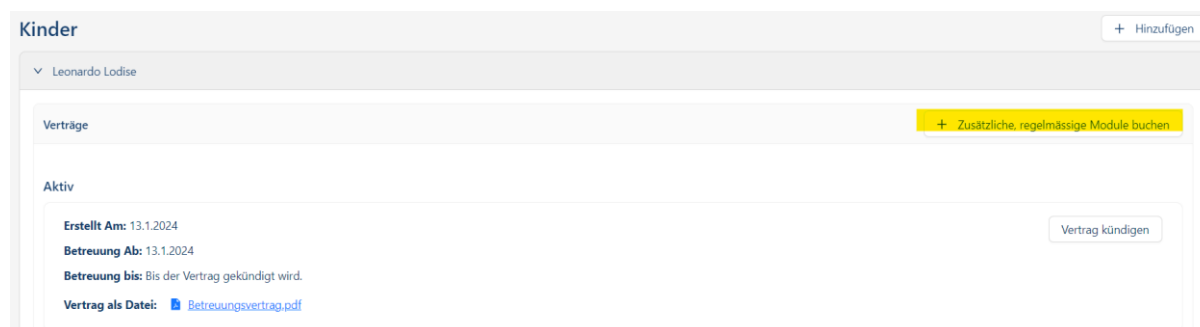 Kinder
+ Hinzufügen
Leonardo Lodise
Verträge
+ Zusätzliche, regelmässige Module buchen
Aktiv
Erstellt Am: 13.1.2024
Vertrag kündigen
Betreuung Ab: 13.1.2024
Betreuung bis: Bis der Vertrag gekündigt wird.
Vertrag als Datei: Betreuungsvertrag.pdf